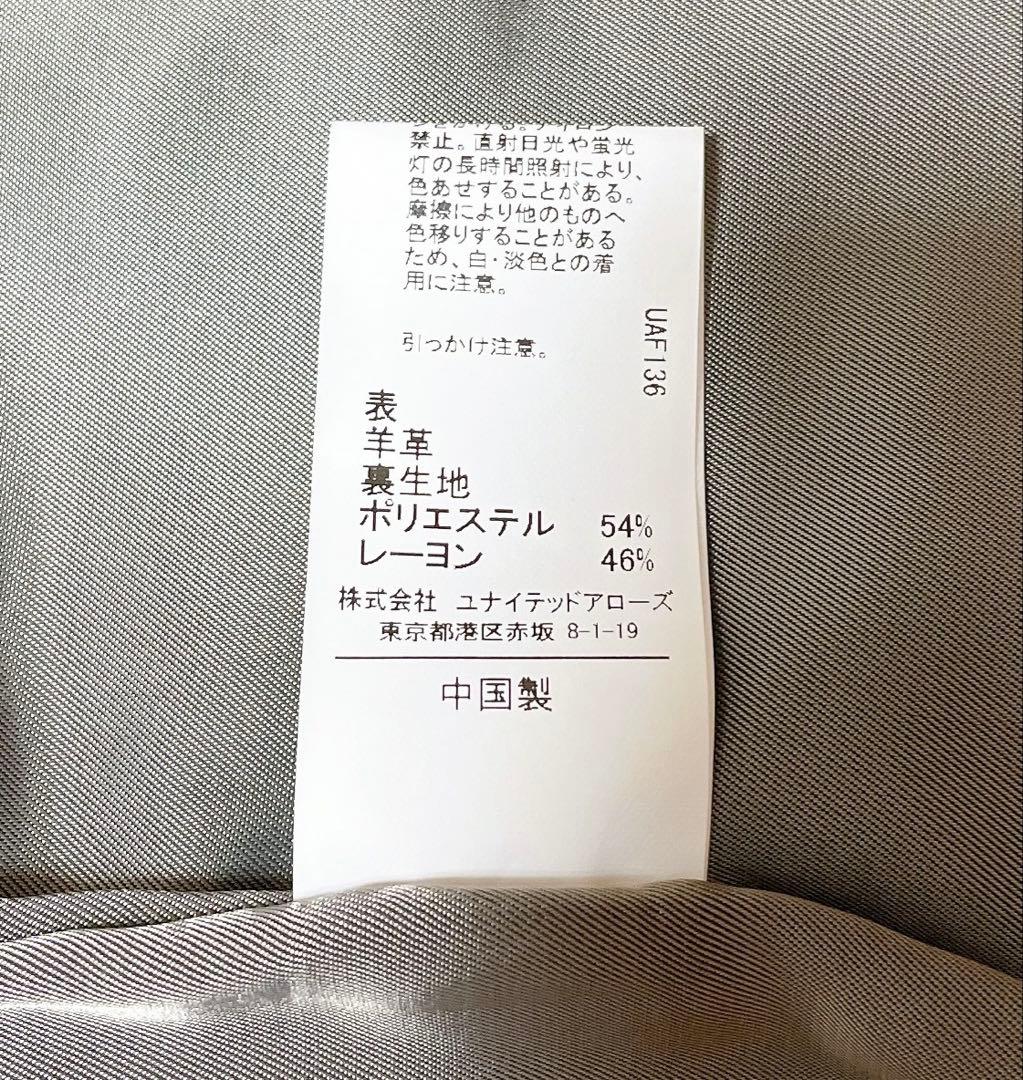 禁止。直射日光や蛍光
灯の長時間照射により、
色あせすることがある。
摩擦により他のものへ
色移りすることがある
ため、白・淡色との着
用に注意。
引っかけ注意。
UAF136
表
羊革
裏生地
ポリエステル 54%
レーヨン 46%
株式会社 ユナイテッドアローズ
東京都港区赤坂 8-1-19
中国製